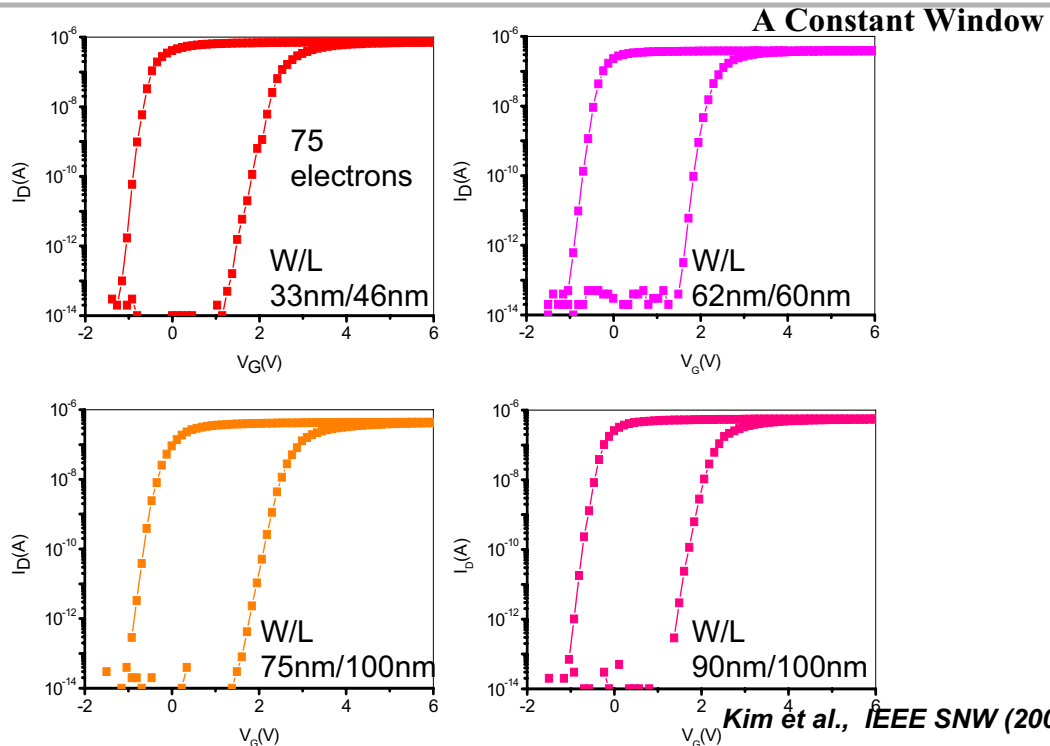 A Constant Window
10^-6
10^-8
10^-10
10^-12
10^-14
I_D(A)
75
electrons
W/L
33nm/46nm
-2 0 2 4 6
V_G(V)
10^-6
10^-8
10^-10
10^-12
10^-14
I_D(A)
W/L
62nm/60nm
-2 0 2 4 6
V_G(V)
10^-6
10^-8
10^-10
10^-12
10^-14
I_D(A)
W/L
75nm/100nm
-2 0 2 4 6
V_G(V)
10^-6
10^-8
10^-10
10^-12
10^-14
I_D(A)
W/L
90nm/100nm
-2 0 2 4 6
V_G(V)
Kim et al., IEEE SNW (200